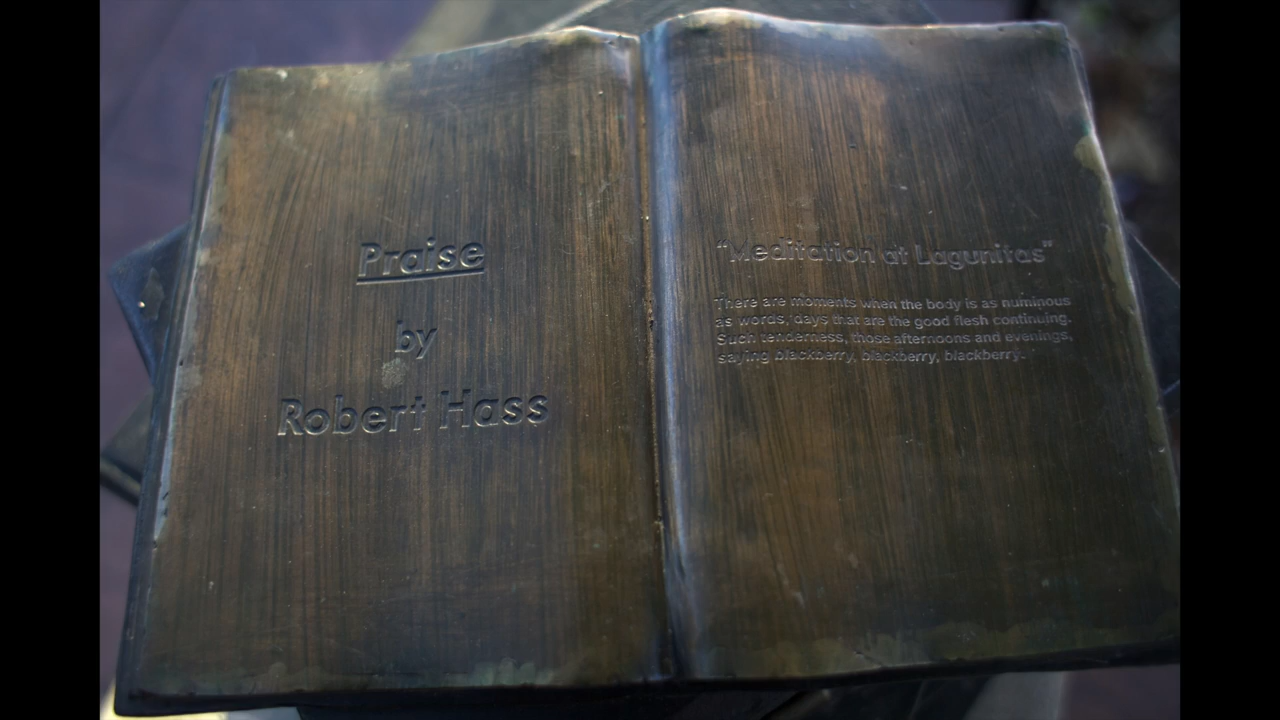 Praise
by
Robert Hass
“Meditation at Lagunitas”
There are moments when the body is as numinous
as words, days that are the good flesh continuing.
Such tenderness, those afternoons and evenings,
saying blackberry, blackberry, blackberry.